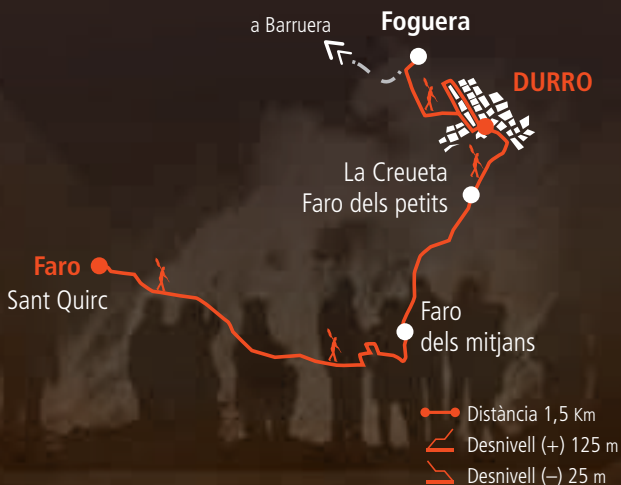 a Barruera
Foguera
DURRO
La Creueta
Faro dels petits
Faro
Sant Quirc
Faro
dels mitjans
Distància 1,5 Km
Desnivell (+) 125 m
Desnivell (–) 25 m